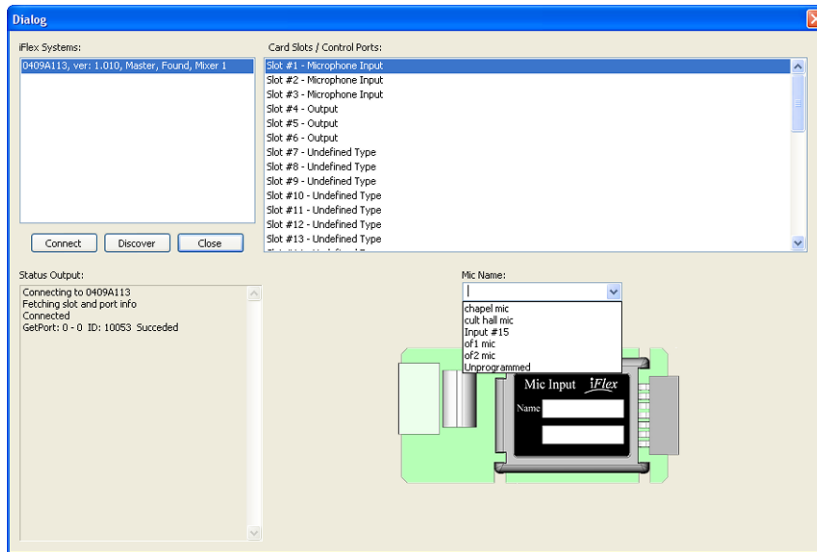 Dialog
iFlex Systems:
0409A113, ver: 1.010, Master, Found, Mixer 1
Connect
Discover
Close
Card Slots / Control Ports:
Slot #1 - Microphone Input
Slot #2 - Microphone Input
Slot #3 - Microphone Input
Slot #4 - Output
Slot #5 - Output
Slot #6 - Output
Slot #7 - Undefined Type
Slot #8 - Undefined Type
Slot #9 - Undefined Type
Slot #10 - Undefined Type
Slot #11 - Undefined Type
Slot #12 - Undefined Type
Slot #13 - Undefined Type
Status Output:
Connecting to 0409A113
Fetching slot and port info
Connected
GetPort: 0 - 0 ID: 10053 Succeded
Mic Name:
chapel mic
cult hall mic
Input #15
of1 mic
of2 mic
Unprogrammed
Mic Input iFlex
Name